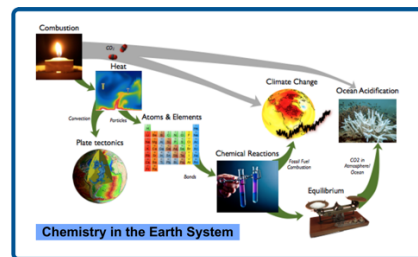 Combustion
CO₂
Heat
Climate Change
Ocean Acidification
Convection
Particles
Atoms & Elements
Plate tectonics
Chemical Reactions
Fossil Fuel
Combustion
CO2 in
Atmosphere/
Ocean
Bonds
Equilibrium
Chemistry in the Earth System